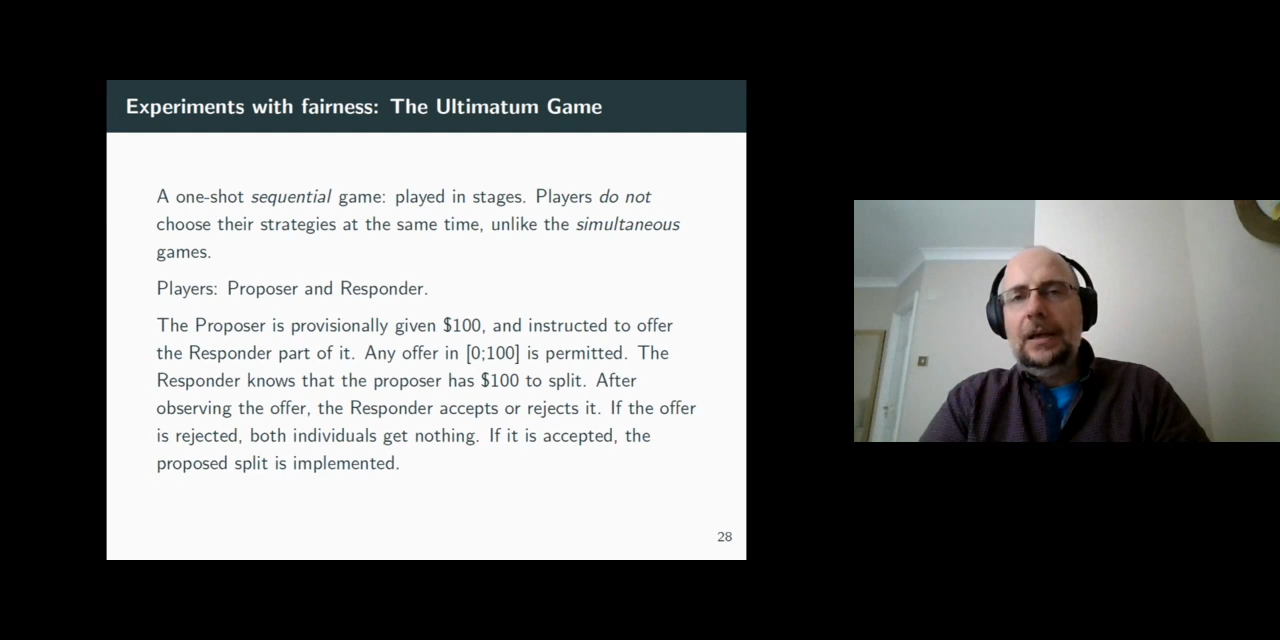 Experiments with fairness: The Ultimatum Game
A one-shot sequential game: played in stages. Players do not
choose their strategies at the same time, unlike the simultaneous
games.
Players: Proposer and Responder.
The Proposer is provisionally given $100, and instructed to offer
the Responder part of it. Any offer in [0;100] is permitted. The
Responder knows that the proposer has $100 to split. After
observing the offer, the Responder accepts or rejects it. If the offer
is rejected, both individuals get nothing. If it is accepted, the
proposed split is implemented.
28